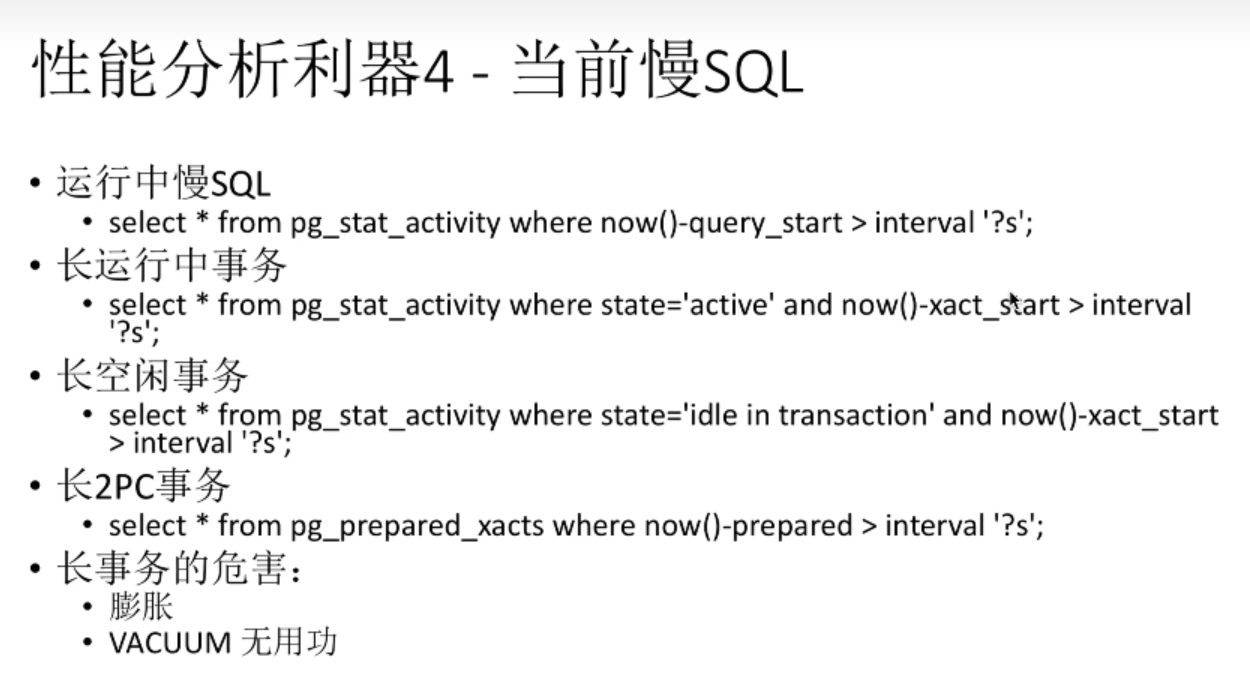 性能分析利器4 - 当前慢SQL
• 运行中慢SQL
• select * from pg_stat_activity where now()-query_start > interval '?s';
• 长运行中事务
• select * from pg_stat_activity where state='active' and now()-xact_start > interval
'?s';
• 长空闲事务
• select * from pg_stat_activity where state='idle in transaction' and now()-xact_start
> interval '?s';
• 长2PC事务
• select * from pg_prepared_xacts where now()-prepared > interval '?s';
• 长事务的危害：
• 膨胀
• VACUUM 无用功